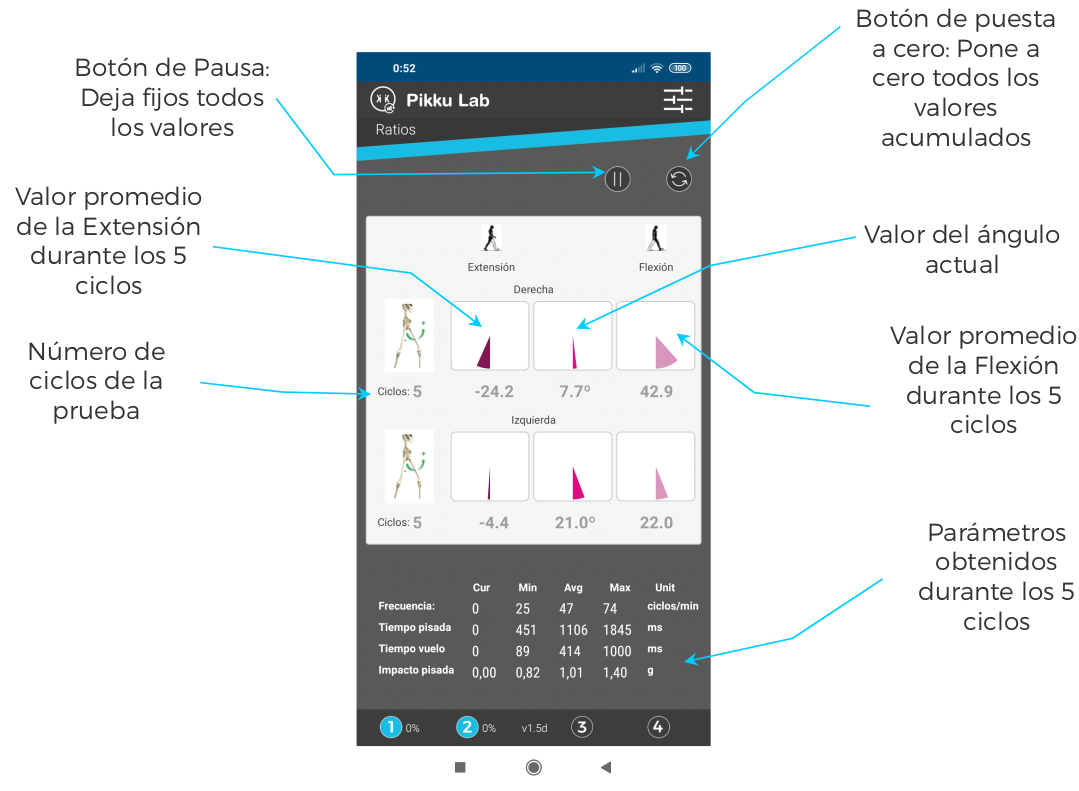 Botón de Pausa:
Deja fijos todos
los valores
Botón de puesta
a cero: Pone a
cero todos los
valores
acumulados
Valor promedio
de la Extensión
durante los 5
ciclos
Número de
ciclos de la
prueba
0:52
100
Pikku Lab
Ratios
Extensión Flexión
Derecha
Ciclos: 5 -24.2 7.7º 42.9
Izquierda
Ciclos: 5 -4.4 21.0º 22.0
Cur Min Avg Max Unit
Frecuencia: 0 25 47 74 ciclos/min
Tiempo pisada 0 451 1106 1845 ms
Tiempo vuelo 0 89 414 1000 ms
Impacto pisada 0,00 0,82 1,01 1,40 g
1 0% 2 0% v1.5d 3 4
Valor del ángulo
actual
Valor promedio
de la Flexión
durante los 5
ciclos
Parámetros
obtenidos
durante los 5
ciclos